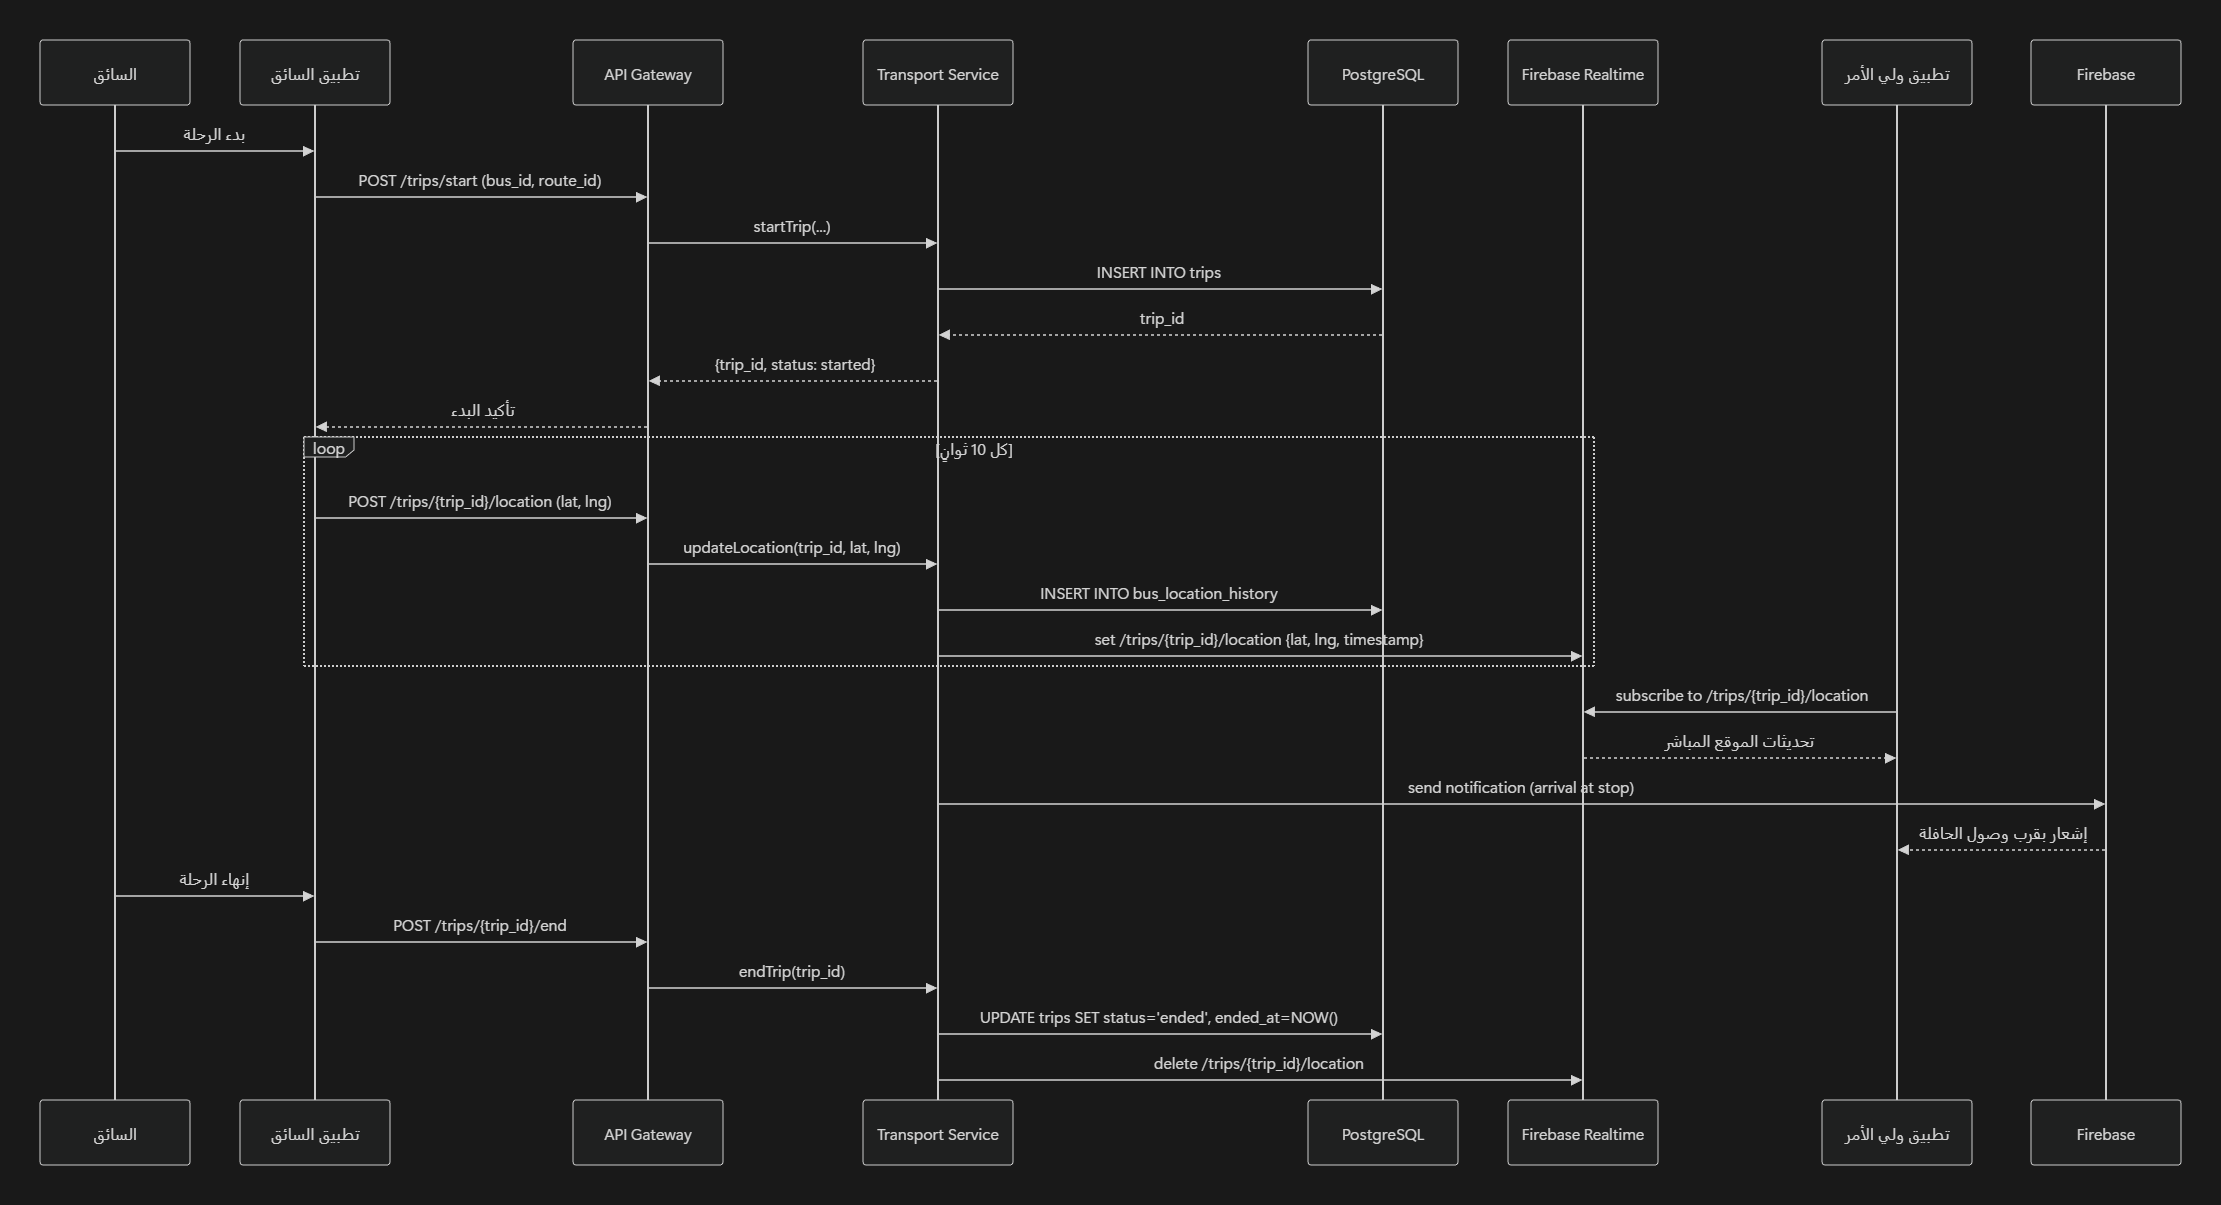 السائق
تطبيق السائق
API Gateway
Transport Service
PostgreSQL
Firebase Realtime
تطبيق ولي الأمر
Firebase
بدء الرحلة
POST /trips/start (bus_id, route_id)
startTrip(...)
INSERT INTO trips
trip_id
{trip_id, status: started}
تأكيد البدء
loop
[كل 10 ثوانٍ]
POST /trips/{trip_id}/location (lat, lng)
updateLocation(trip_id, lat, lng)
INSERT INTO bus_location_history
set /trips/{trip_id}/location {lat, lng, timestamp}
subscribe to /trips/{trip_id}/location
تحديثات الموقع المباشر
send notification (arrival at stop)
إشعار بقرب وصول الحافلة
إنهاء الرحلة
POST /trips/{trip_id}/end
endTrip(trip_id)
UPDATE trips SET status='ended', ended_at=NOW()
delete /trips/{trip_id}/location
السائق
تطبيق السائق
API Gateway
Transport Service
PostgreSQL
Firebase Realtime
تطبيق ولي الأمر
Firebase